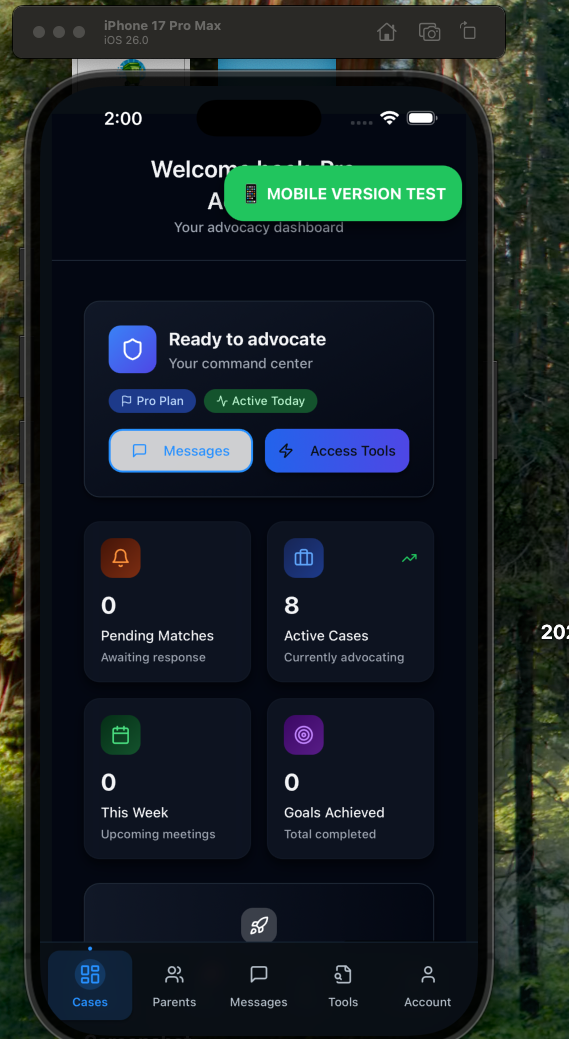 iPhone 17 Pro Max
iOS 26.0
2:00
Welcome back, Pro
📱 MOBILE VERSION TEST
A
Your advocacy dashboard
Ready to advocate
Your command center
Pro Plan
Active Today
Messages
Access Tools
0
Pending Matches
Awaiting response
8
Active Cases
Currently advocating
202
0
This Week
Upcoming meetings
0
Goals Achieved
Total completed
Cases
Parents
Messages
Tools
Account